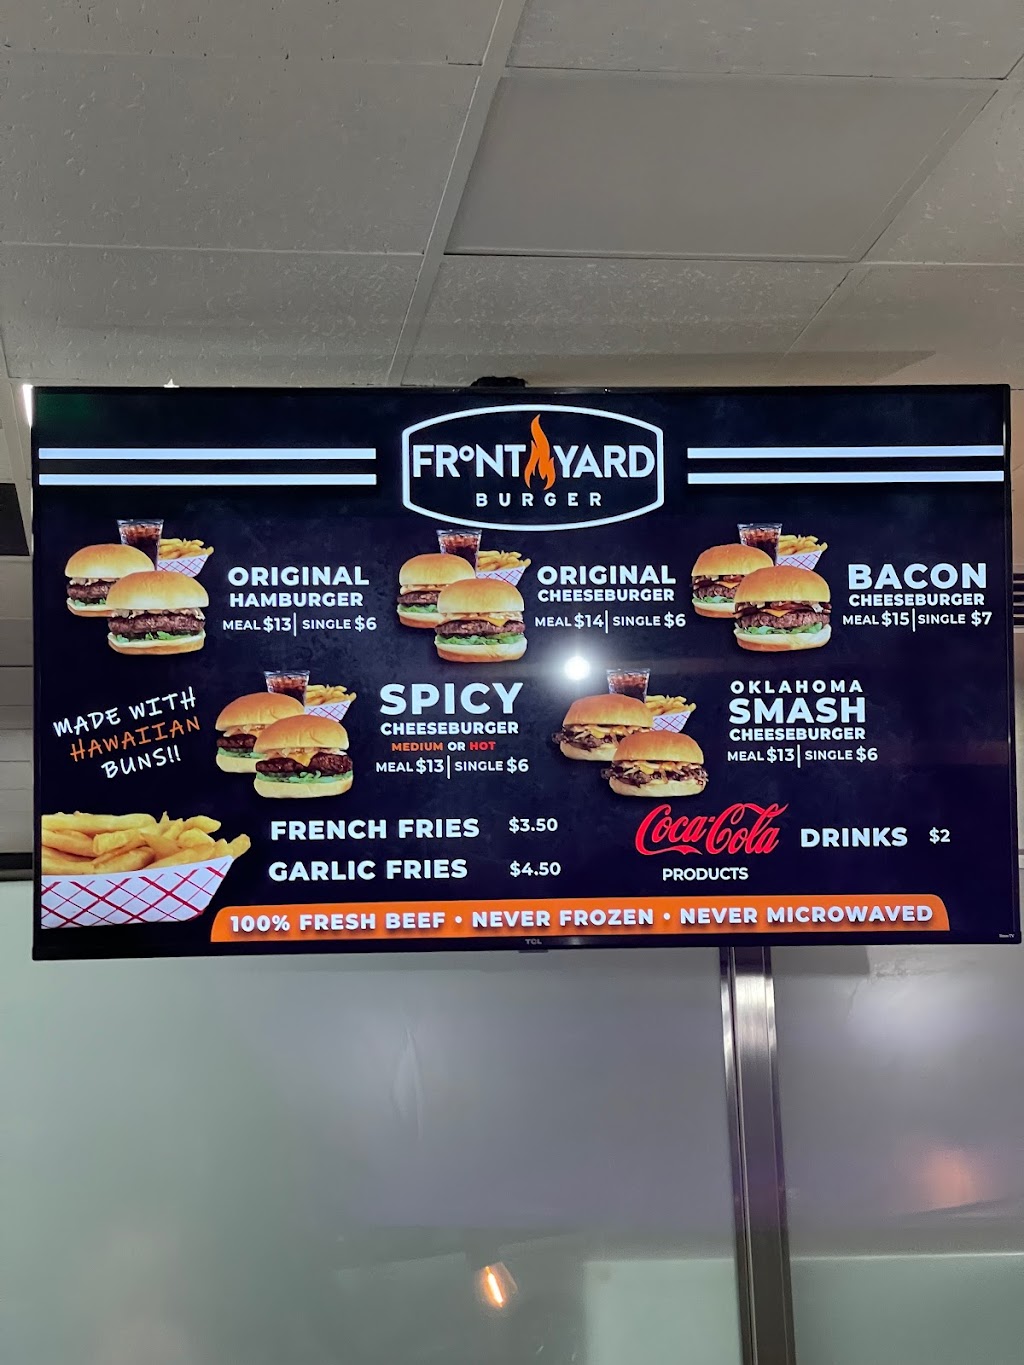 FRONT YARD
BURGER
ORIGINAL
HAMBURGER
MEAL $13 | SINGLE $6
ORIGINAL
CHEESEBURGER
MEAL $14 | SINGLE $6
BACON
CHEESEBURGER
MEAL $15 | SINGLE $7
MADE WITH
HAWAIIAN
BUNS!!
SPICY
CHEESEBURGER
MEDIUM OR HOT
MEAL $13 | SINGLE $6
OKLAHOMA
SMASH
CHEESEBURGER
MEAL $13 | SINGLE $6
FRENCH FRIES $3.50
GARLIC FRIES $4.50
Coca-Cola DRINKS $2
PRODUCTS
100% FRESH BEEF • NEVER FROZEN • NEVER MICROWAVED
TCL
Roku TV